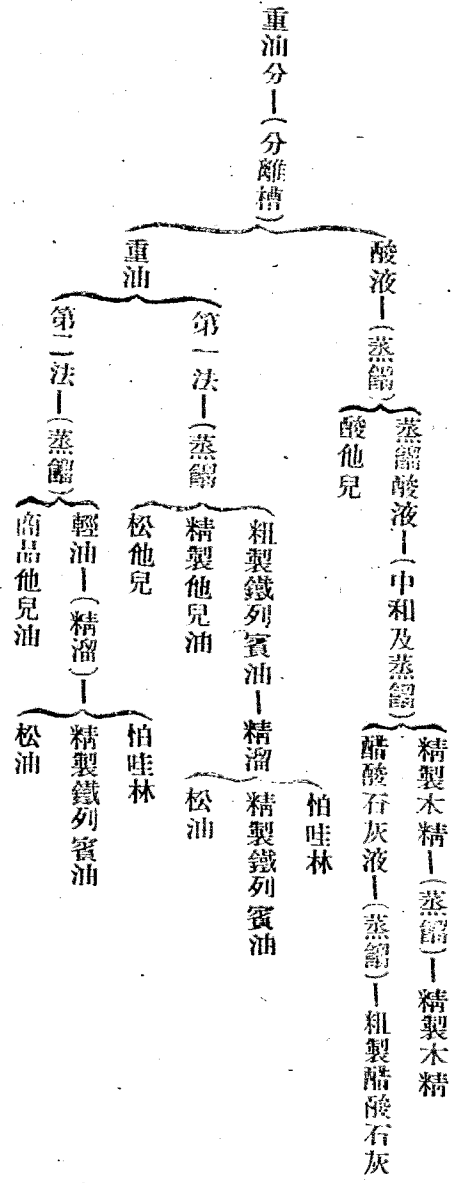 重油分—(分離槽)
酸液—(蒸餾)
蒸餾酸液—(中和及蒸餾)
精製木精—(蒸餾)—精製木精
醋酸石灰液—(蒸餾)—粗製醋酸石灰
酸他兒
重油
第一法—(蒸餾)
粗製鐵列賓油—精溜
怕哇林
精製鐵列賓油
松油
精製他兒油
松他兒
第二法—(蒸餾)
輕油—(精溜)—
怕哇林
精製鐵列賓油
松油
商品他兒油